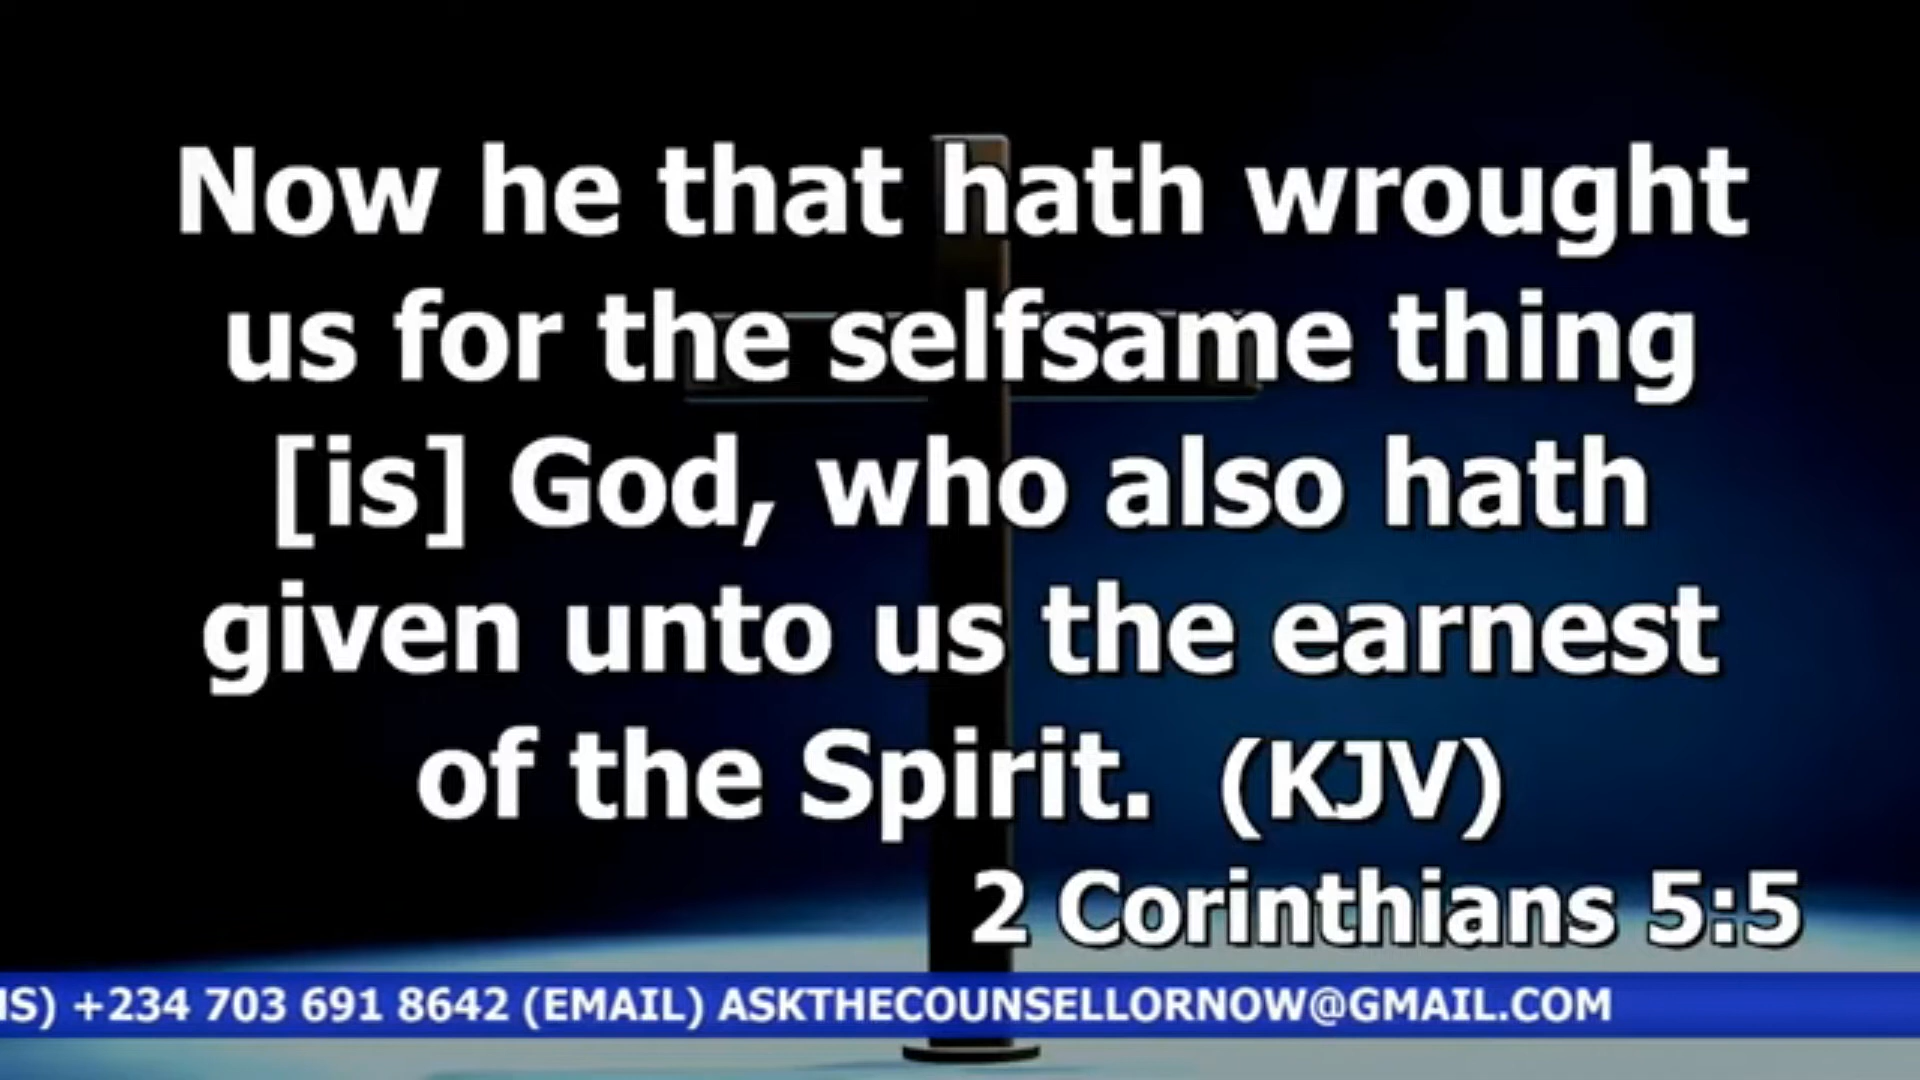 Now he that hath wrought
us for the selfsame thing
[is] God, who also hath
given unto us the earnest
of the Spirit. (KJV)
2 Corinthians 5:5
S) +234 703 691 8642 (EMAIL) ASKTHECOUNSELLORNOW@GMAIL.COM